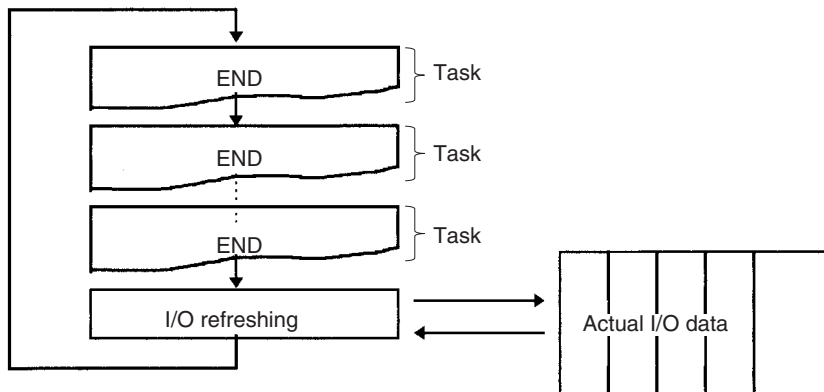 END
Task
END
Task
END
Task
I/O refreshing
Actual I/O data